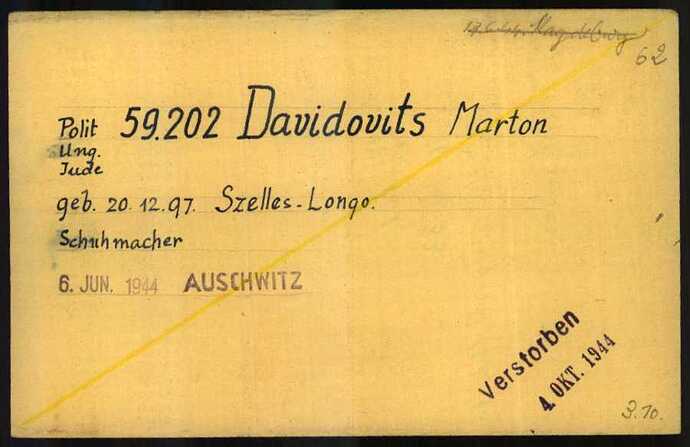 Magdeburg
62
Polit 59.202 Davidovits Marton
Ung.
Jude
geb. 20.12.97. Szelles-Longo.
Schuhmacher
6. JUN. 1944 AUSCHWITZ
Verstorben
4. OKT. 1944
3.10.